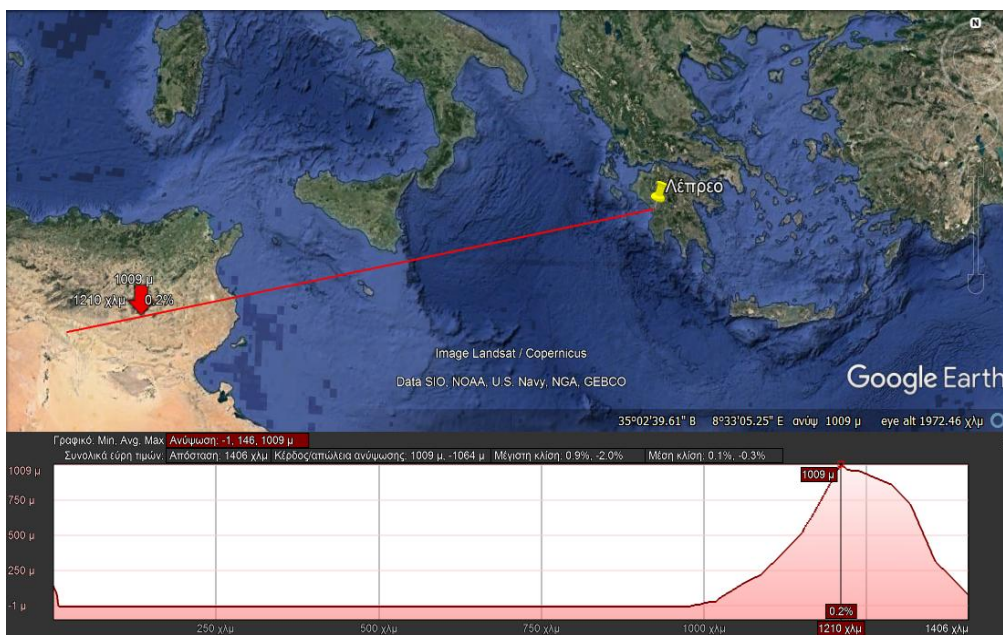 N
Λέπρεο
1009 μ
1210 χλμ 0.2%
Image Landsat / Copernicus
Data SIO, NOAA, U.S. Navy, NGA, GEBCO
Google Earth
35°02'39.61" Β 8°33'05.25" Ε ανύψ 1009 μ eye alt 1972.46 χλμ
Γραφικό: Min, Avg, Max Ανύψωση: -1, 146, 1009 μ
Συνολικά εύρη τιμών: Απόσταση: 1406 χλμ Κέρδος/απώλεια ανύψωσης: 1009 μ, -1064 μ Μέγιστη κλίση: 0.9%, -2.0% Μέση κλίση: 0.1%, -0.3%
1009 μ
1009 μ
750 μ
500 μ
250 μ
-1 μ
0.2%
250 χλμ 500 χλμ 750 χλμ 1000 χλμ 1210 χλμ 1406 χλμ